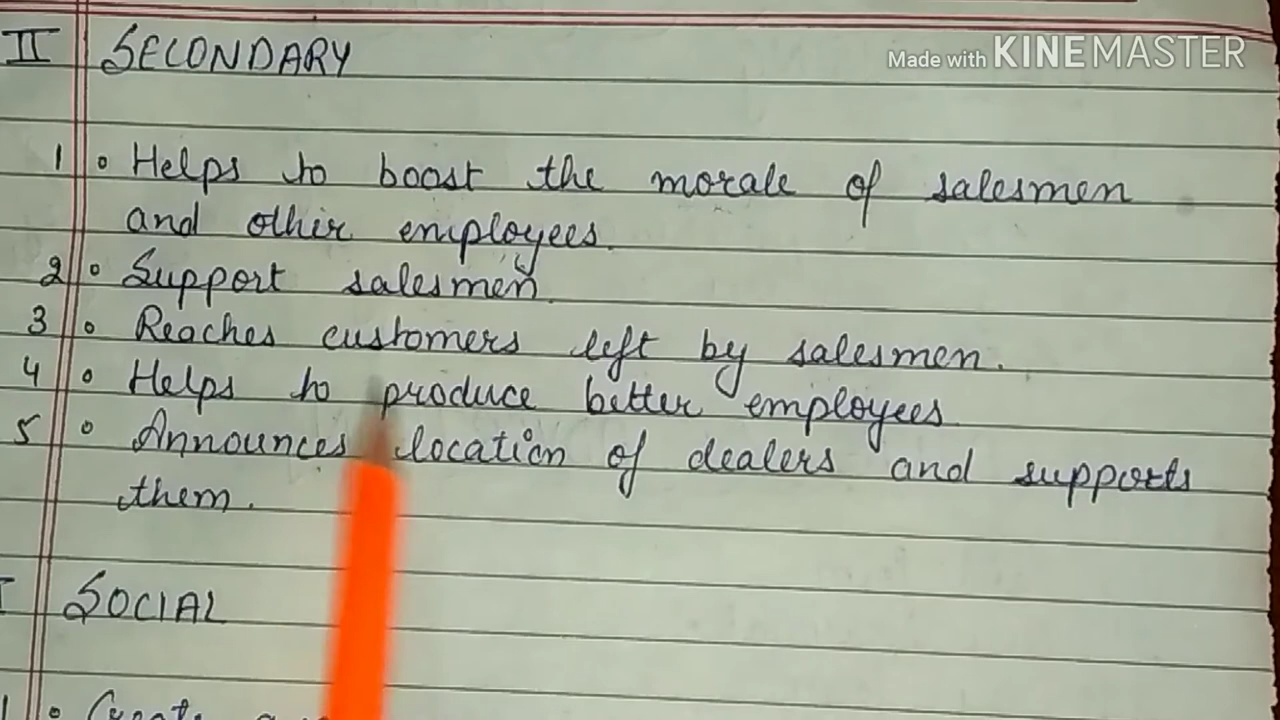 Made with KINEMASTER
II SECONDARY
1. Helps to boost the morale of salesmen
and other employees.
2. Support salesmen.
3. Reaches customers left by salesmen.
4. Helps to produce better employees
5. Announces location of dealers and supports
them.
SOCIAL
1.